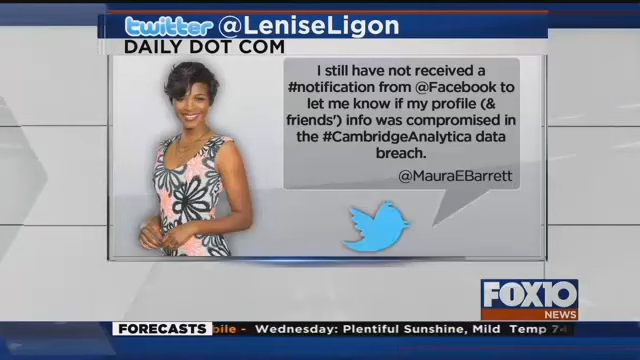 twitter @LeniseLigon
DAILY DOT COM
I still have not received a
#notification from @Facebook to
let me know if my profile (&
friends') info was compromised in
the #CambridgeAnalytica data
breach.
@MauraEBarrett
FOX10
NEWS
FORECASTS bile - Wednesday: Plentiful Sunshine, Mild Temp